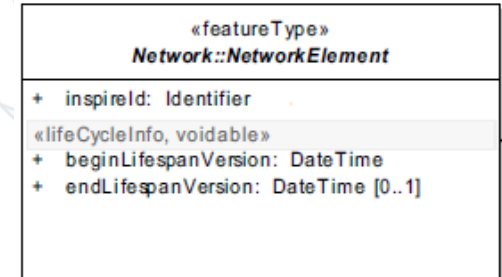 «featureType»
Network::NetworkElement
+ inspireId: Identifier
«lifeCycleInfo, voidable»
+ beginLifespanVersion: DateTime
+ endLifespanVersion: DateTime [0..1]